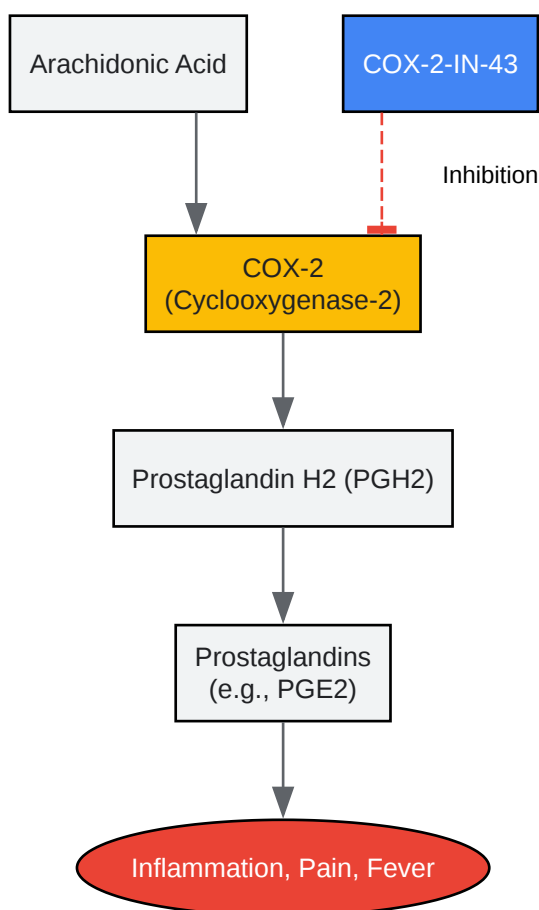 Arachidonic Acid
COX-2-IN-43
Inhibition
COX-2
(Cyclooxygenase-2)
Prostaglandin H2 (PGH2)
Prostaglandins
(e.g., PGE2)
Inflammation, Pain, Fever